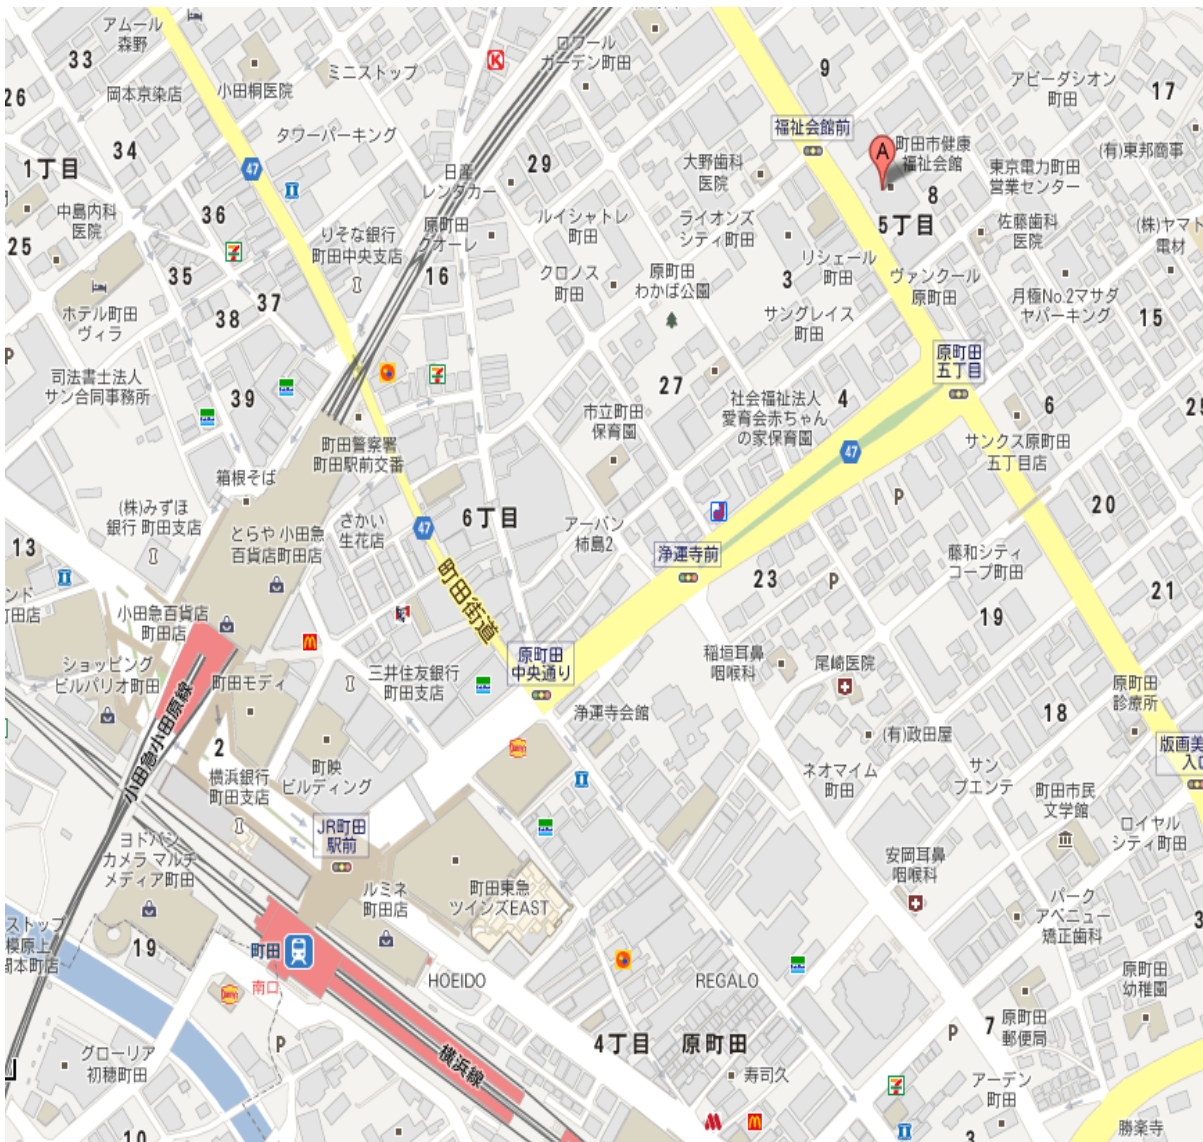 アムール
森野
33
26
岡本京染店
小田桐医院
ミニストップ
K
ロワール
ガーデン町田
9
アビーダシオン
町田
17
34
タワーパーキング
1丁目
47
日産
レンタカー
29
福祉会館前
大野歯科
医院
A
町田市健康
福祉会館
8
5丁目
東京電力町田
営業センター
(有)東邦商事
中島内科
医院
36
25
35
りそな銀行
町田中央支店
原町田
クオーレ
16
ルイシャトレ
町田
ライオンズ
シティ町田
佐藤歯科
医院
(株)ヤマト
電材
クロノス
町田
原町田
わかば公園
3
リシェール
町田
ヴァンクール
原町田
月極No.2マサダ
ヤパーキング
15
ホテル町田
ヴィラ
38
37
P
サングレイス
町田
原町田
五丁目
司法書士法人
サン合同事務所
39
27
社会福祉法人
愛育会赤ちゃん
の家保育園
4
6
市立町田
保育園
町田警察署
町田駅前交番
47
サンクス原町田
五丁目店
箱根そば
(株)みずほ
銀行 町田支店
とらや 小田急
百貨店町田店
さかい
生花店
6丁目
47
アーバン
柿島2
P
20
13
町田街道
浄運寺前
23
P
藤和シティ
コープ町田
19
21
町田店
小田急百貨店
町田店
ショッピング
ビルパリオ町田
町田モディ
三井住友銀行
町田支店
原町田
中央通り
稲垣耳鼻
咽喉科
尾崎医院
原町田
診療所
小田急小田原線
2
浄運寺会館
(有)政田屋
18
横浜銀行
町田支店
町映
ビルディング
ネオマイム
町田
サン
プエンテ
町田市民
文学館
ロイヤル
シティ町田
JR町田
駅前
ヨドバシ
カメラ マルチ
メディア町田
ルミネ
町田店
町田東急
ツインズEAST
安岡耳鼻
咽喉科
パーク
アベニュー
矯正歯科
19
町田
南口
HOEIDO
REGALO
原町田
幼稚園
P
グローリア
初穂町田
横浜線
4丁目
原町田
寿司久
P
7
原町田
郵便局
アーデン
町田
10
3
勝楽寺